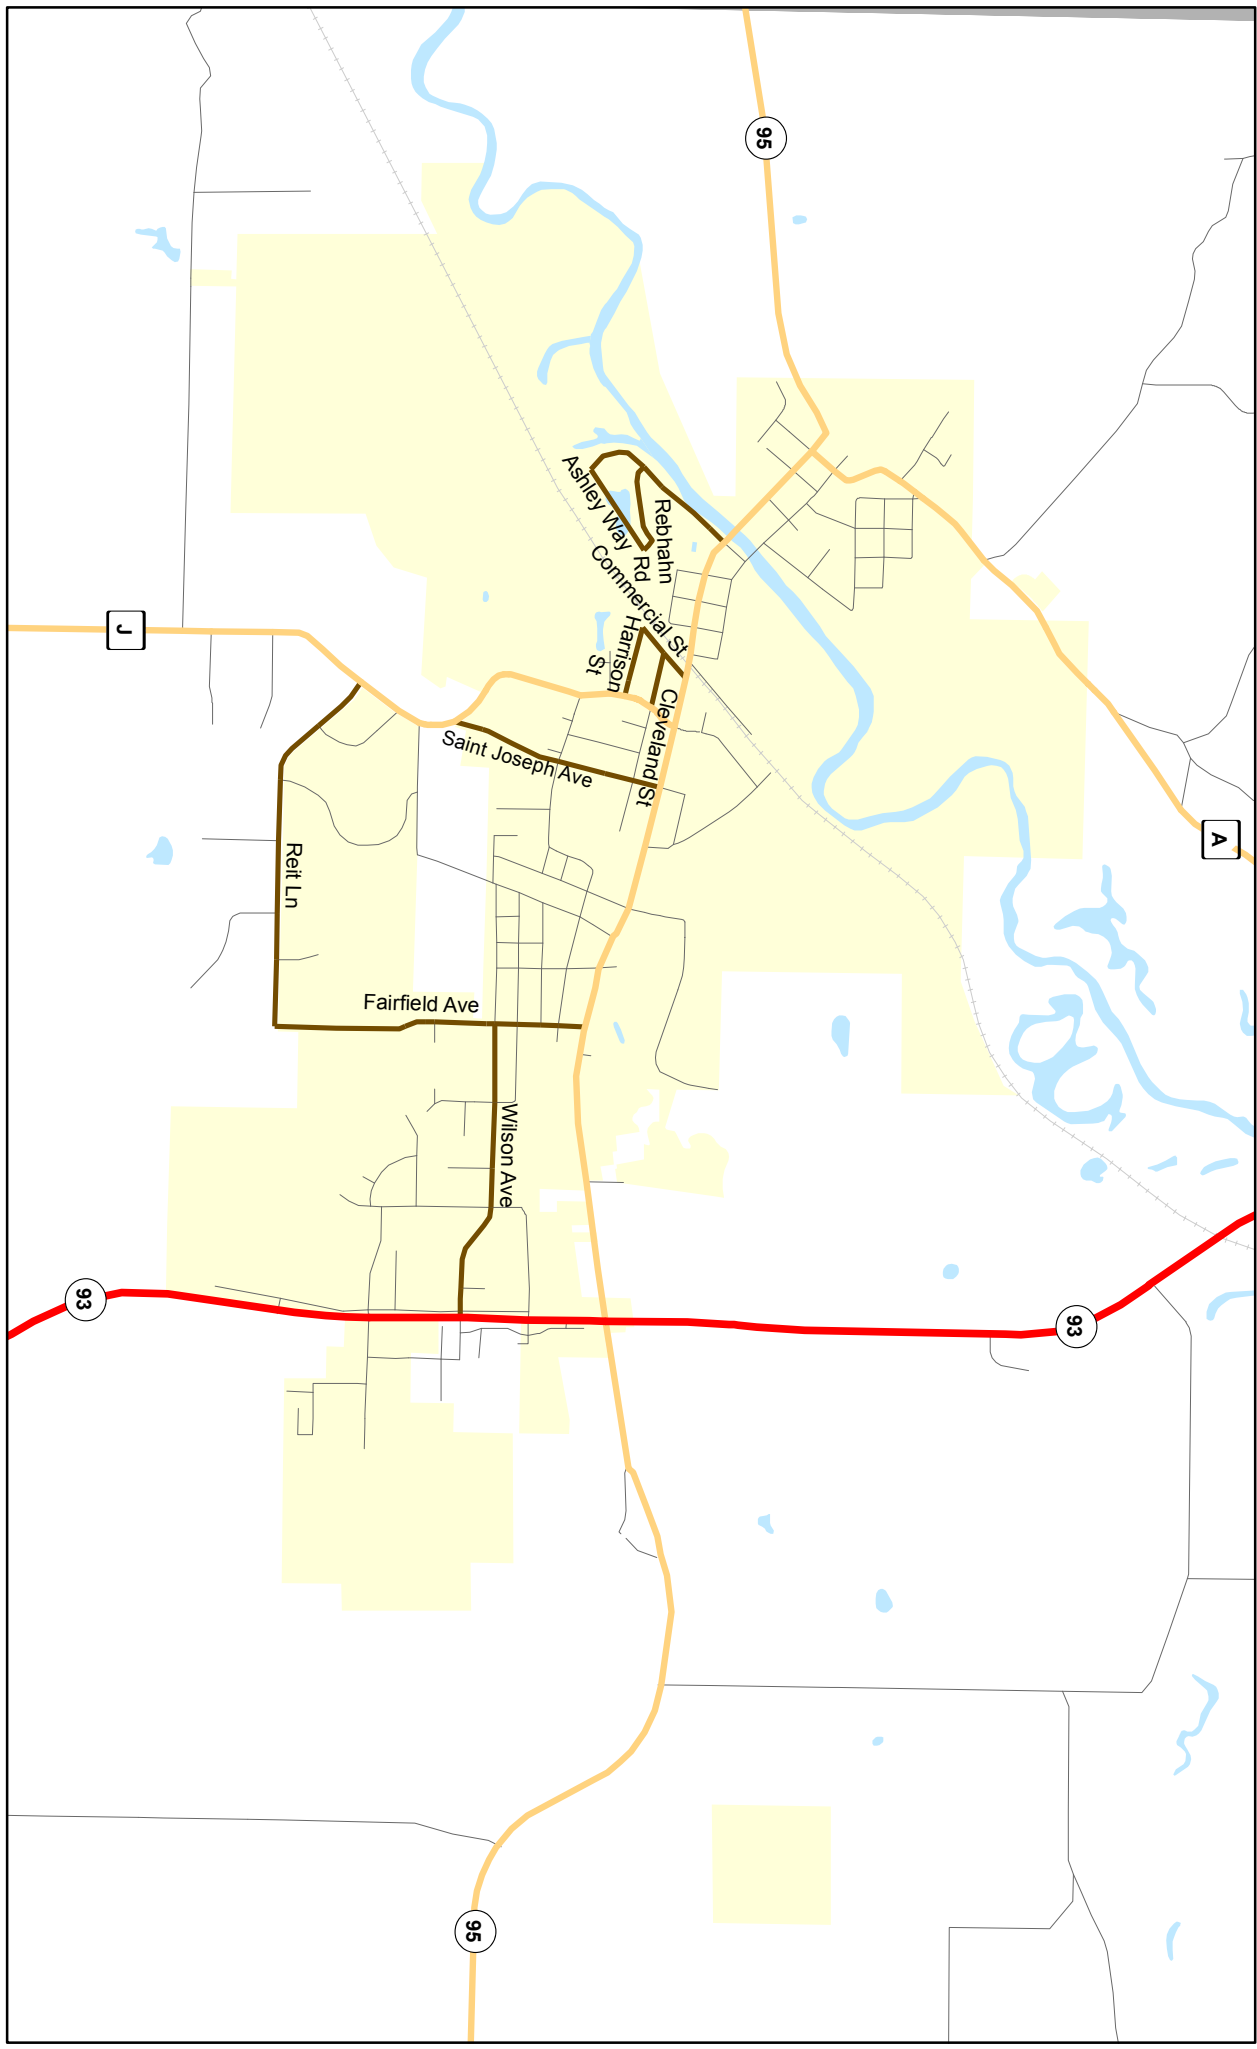 95
Ashley Way
Rebhahn
Rd
Commercial St
Harrison
St
J
Cleveland St
Saint Joseph Ave
A
Reit Ln
Fairfield Ave
Wilson Ave
93
93
95